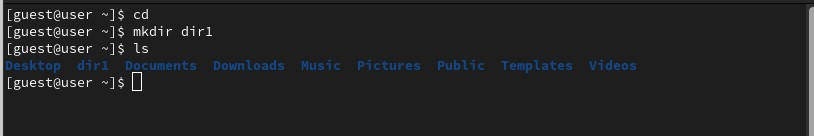 [guest@user ~]$ cd
[guest@user ~]$ mkdir dir1
[guest@user ~]$ ls
Desktop  dir1  Documents  Downloads  Music  Pictures  Public  Templates  Videos
[guest@user ~]$